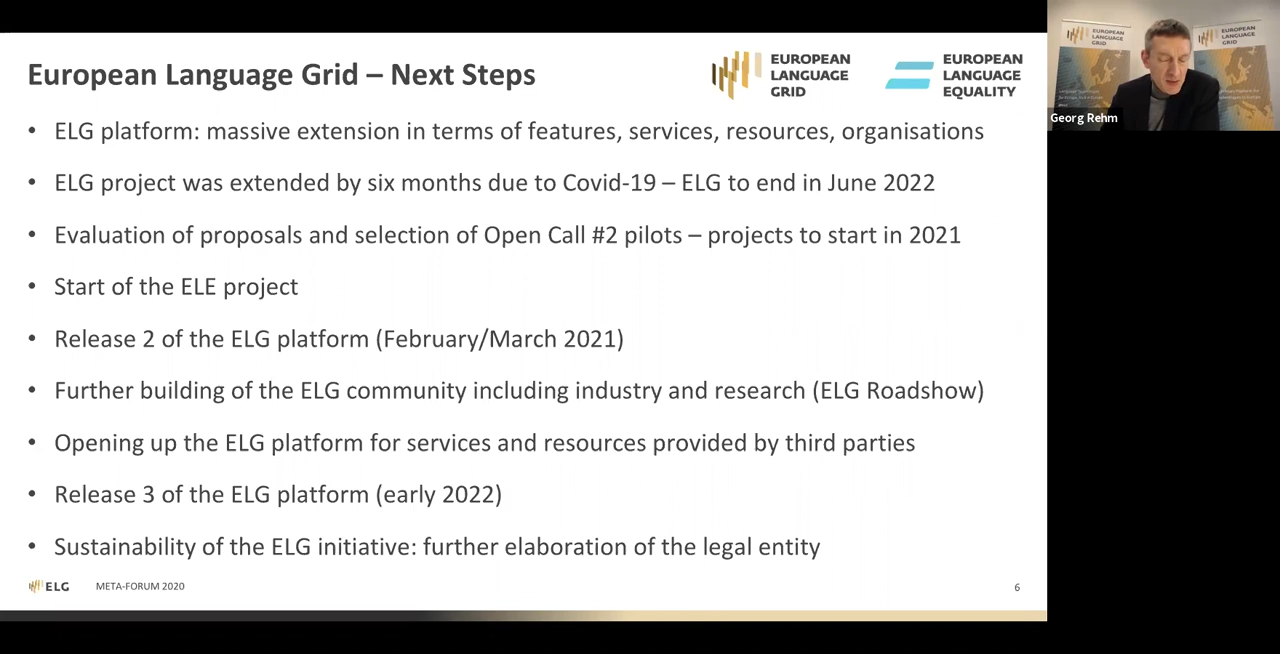 European Language Grid – Next Steps
EUROPEAN
LANGUAGE
GRID
EUROPEAN
LANGUAGE
EQUALITY
• ELG platform: massive extension in terms of features, services, resources, organisations
• ELG project was extended by six months due to Covid-19 – ELG to end in June 2022
• Evaluation of proposals and selection of Open Call #2 pilots – projects to start in 2021
• Start of the ELE project
• Release 2 of the ELG platform (February/March 2021)
• Further building of the ELG community including industry and research (ELG Roadshow)
• Opening up the ELG platform for services and resources provided by third parties
• Release 3 of the ELG platform (early 2022)
• Sustainability of the ELG initiative: further elaboration of the legal entity
ELG
META-FORUM 2020
6
EUROPEAN
LANGUAGE
GRID
EUROPEAN
LANGUAGE
GRID
Georg Rehm